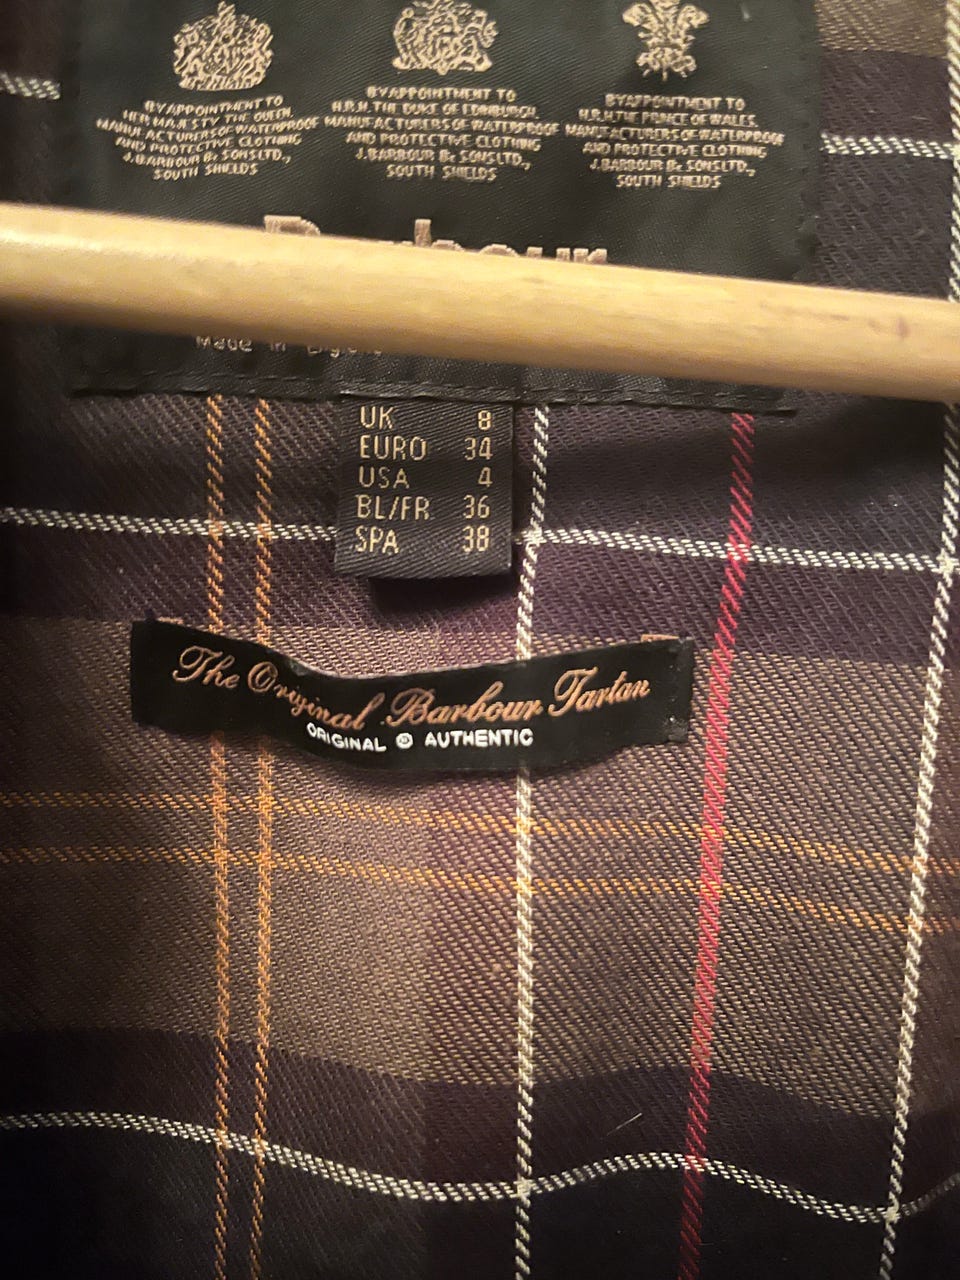 BY APPOINTMENT TO
HER MAJESTY THE QUEEN
MANUFACTURERS OF WATERPROOF
AND PROTECTIVE CLOTHING
J. BARBOUR & SONS LTD.,
SOUTH SHIELDS
BY APPOINTMENT TO
H.R.H. THE DUKE OF EDINBURGH,
MANUFACTURERS OF WATERPROOF
AND PROTECTIVE CLOTHING
J. BARBOUR & SONS LTD.,
SOUTH SHIELDS
BY APPOINTMENT TO
H.R.H. THE PRINCE OF WALES,
MANUFACTURERS OF WATERPROOF
AND PROTECTIVE CLOTHING
J. BARBOUR & SONS LTD.,
SOUTH SHIELDS
Barbour
Made in
UK 8
EURO 34
USA 4
BL/FR 36
SPA 38
The Original Barbour Tartan
ORIGINAL AUTHENTIC